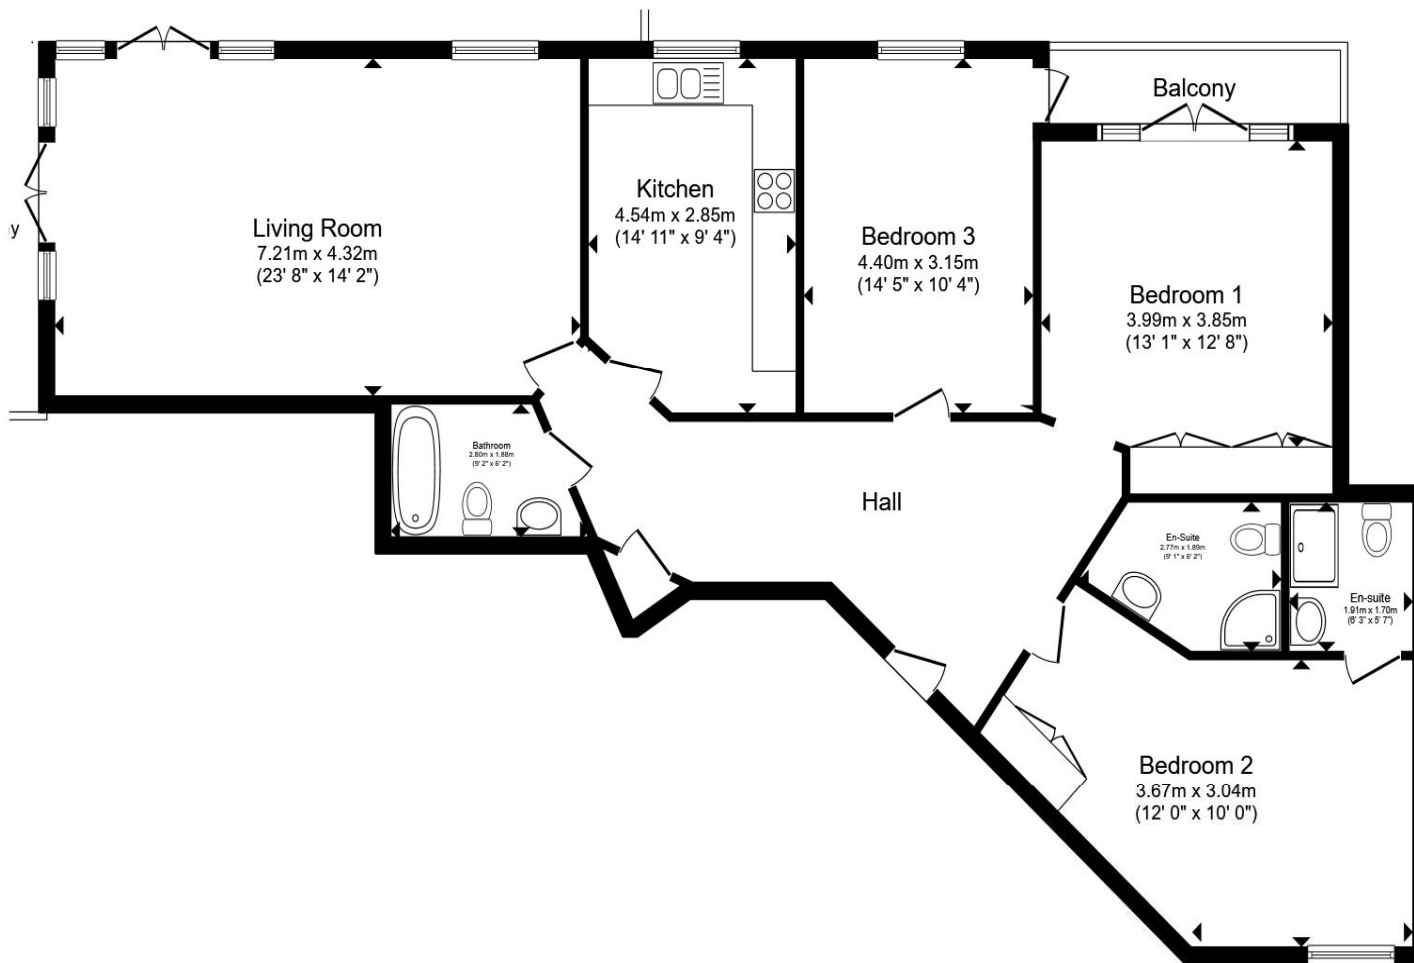 Balcony
Kitchen
4.54m x 2.85m
(14' 11" x 9' 4")
Living Room
7.21m x 4.32m
(23' 8" x 14' 2")
Bedroom 3
4.40m x 3.15m
(14' 5" x 10' 4")
Bedroom 1
3.99m x 3.85m
(13' 1" x 12' 8")
Bathroom
2.80m x 1.88m
(9' 2" x 6' 2")
Hall
En-Suite
2.77m x 1.89m
(9' 1" x 6' 2")
En-suite
1.91m x 1.70m
(6' 3" x 5' 7")
Bedroom 2
3.67m x 3.04m
(12' 0" x 10' 0")